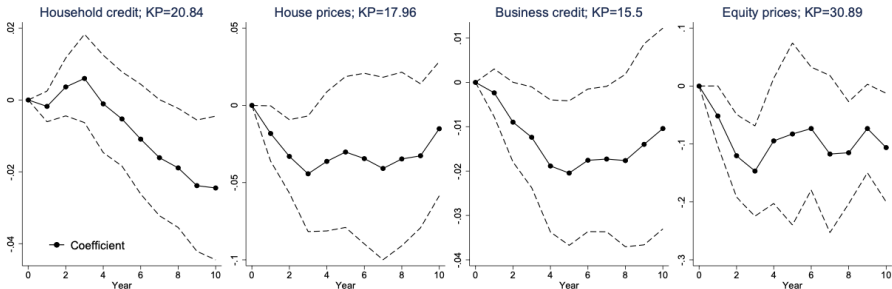 Household credit; KP=20.84
.02
0
-.02
-.04
Coefficient
0 2 4 6 8 10
Year
House prices; KP=17.96
.05
0
-.05
-.1
0 2 4 6 8 10
Year
Business credit; KP=15.5
.01
0
-.01
-.02
-.03
-.04
0 2 4 6 8 10
Year
Equity prices; KP=30.89
.1
0
-.1
-.2
-.3
0 2 4 6 8 10
Year